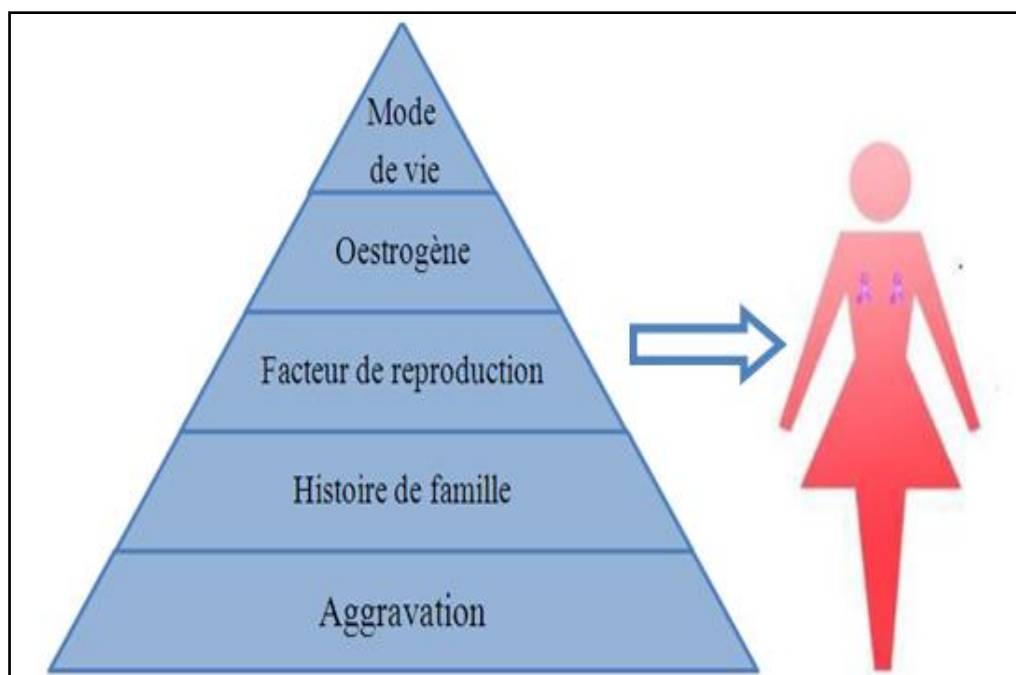 Mode
de vie
Oestrogène
Facteur de reproduction
Histoire de famille
Aggravation